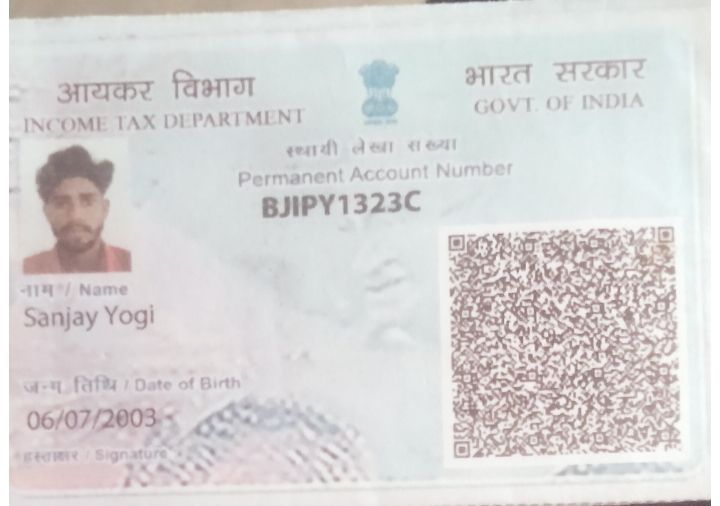 आयकर विभाग
INCOME TAX DEPARTMENT
भारत सरकार
GOVT. OF INDIA
स्थायी लेखा संख्या
Permanent Account Number
BJIPY1323C
नाम / Name
Sanjay Yogi
जन्म तिथि / Date of Birth
06/07/2003
हस्ताक्षर / Signature